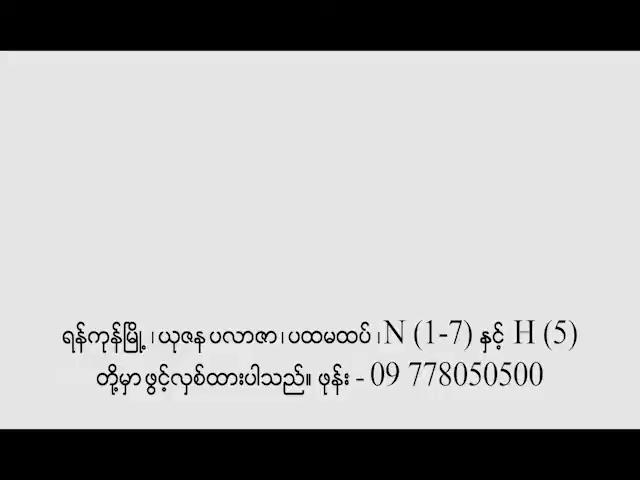 ရန်ကုန်မြို့ ၊ ယုဇန ပလာဇာ ၊ ပထမထပ် ၊ N (1-7) နှင့် H (5)
တို့မှာ ဖွင့်လှစ်ထားပါသည်။ ဖုန်း - 09 778050500